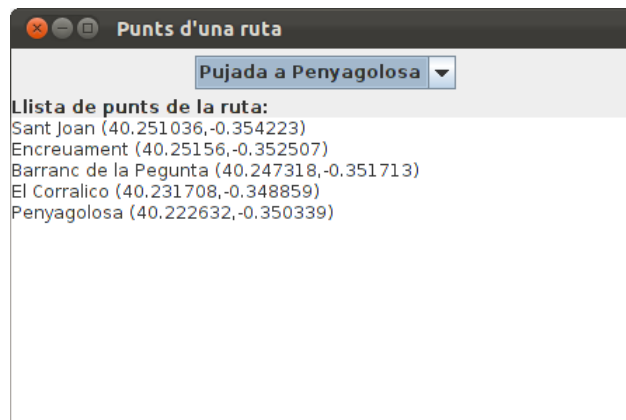 Punts d'una ruta
Pujada a Penyagolosa
Llista de punts de la ruta:
Sant Joan (40.251036,-0.354223)
Encreuament (40.25156,-0.352507)
Barranc de la Pegunta (40.247318,-0.351713)
El Corralico (40.231708,-0.348859)
Penyagolosa (40.222632,-0.350339)